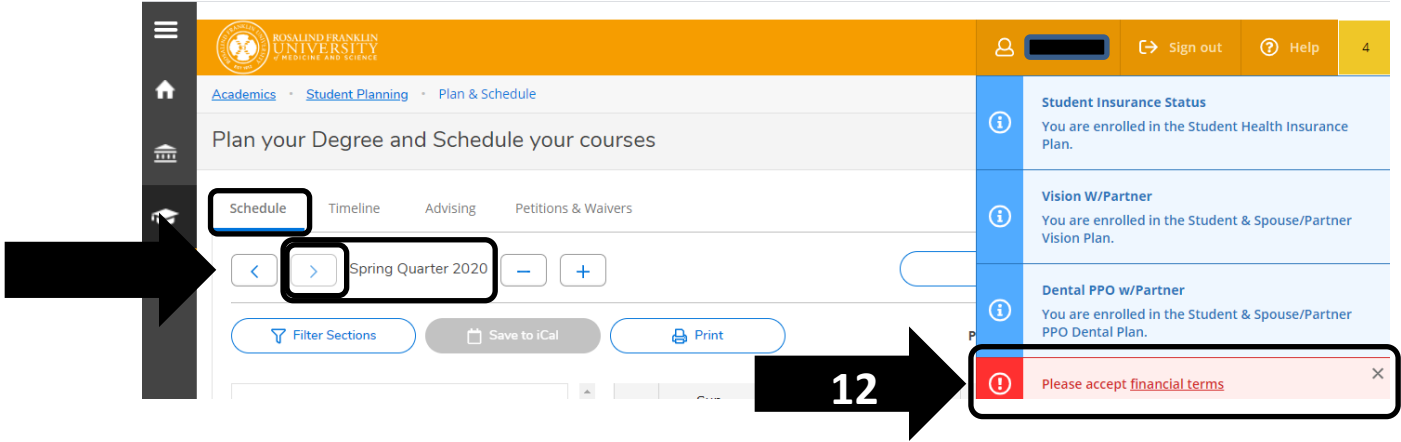 ROSALIND FRANKLIN
UNIVERSITY
of MEDICINE AND SCIENCE
Sign out
Help
4
Academics · Student Planning · Plan & Schedule
Plan your Degree and Schedule your courses
Schedule
Timeline
Advising
Petitions & Waivers
Spring Quarter 2020
Filter Sections
Save to iCal
Print
P
Student Insurance Status
You are enrolled in the Student Health Insurance
Plan.
Vision W/Partner
You are enrolled in the Student & Spouse/Partner
Vision Plan.
Dental PPO w/Partner
You are enrolled in the Student & Spouse/Partner
PPO Dental Plan.
12
Please accept financial terms